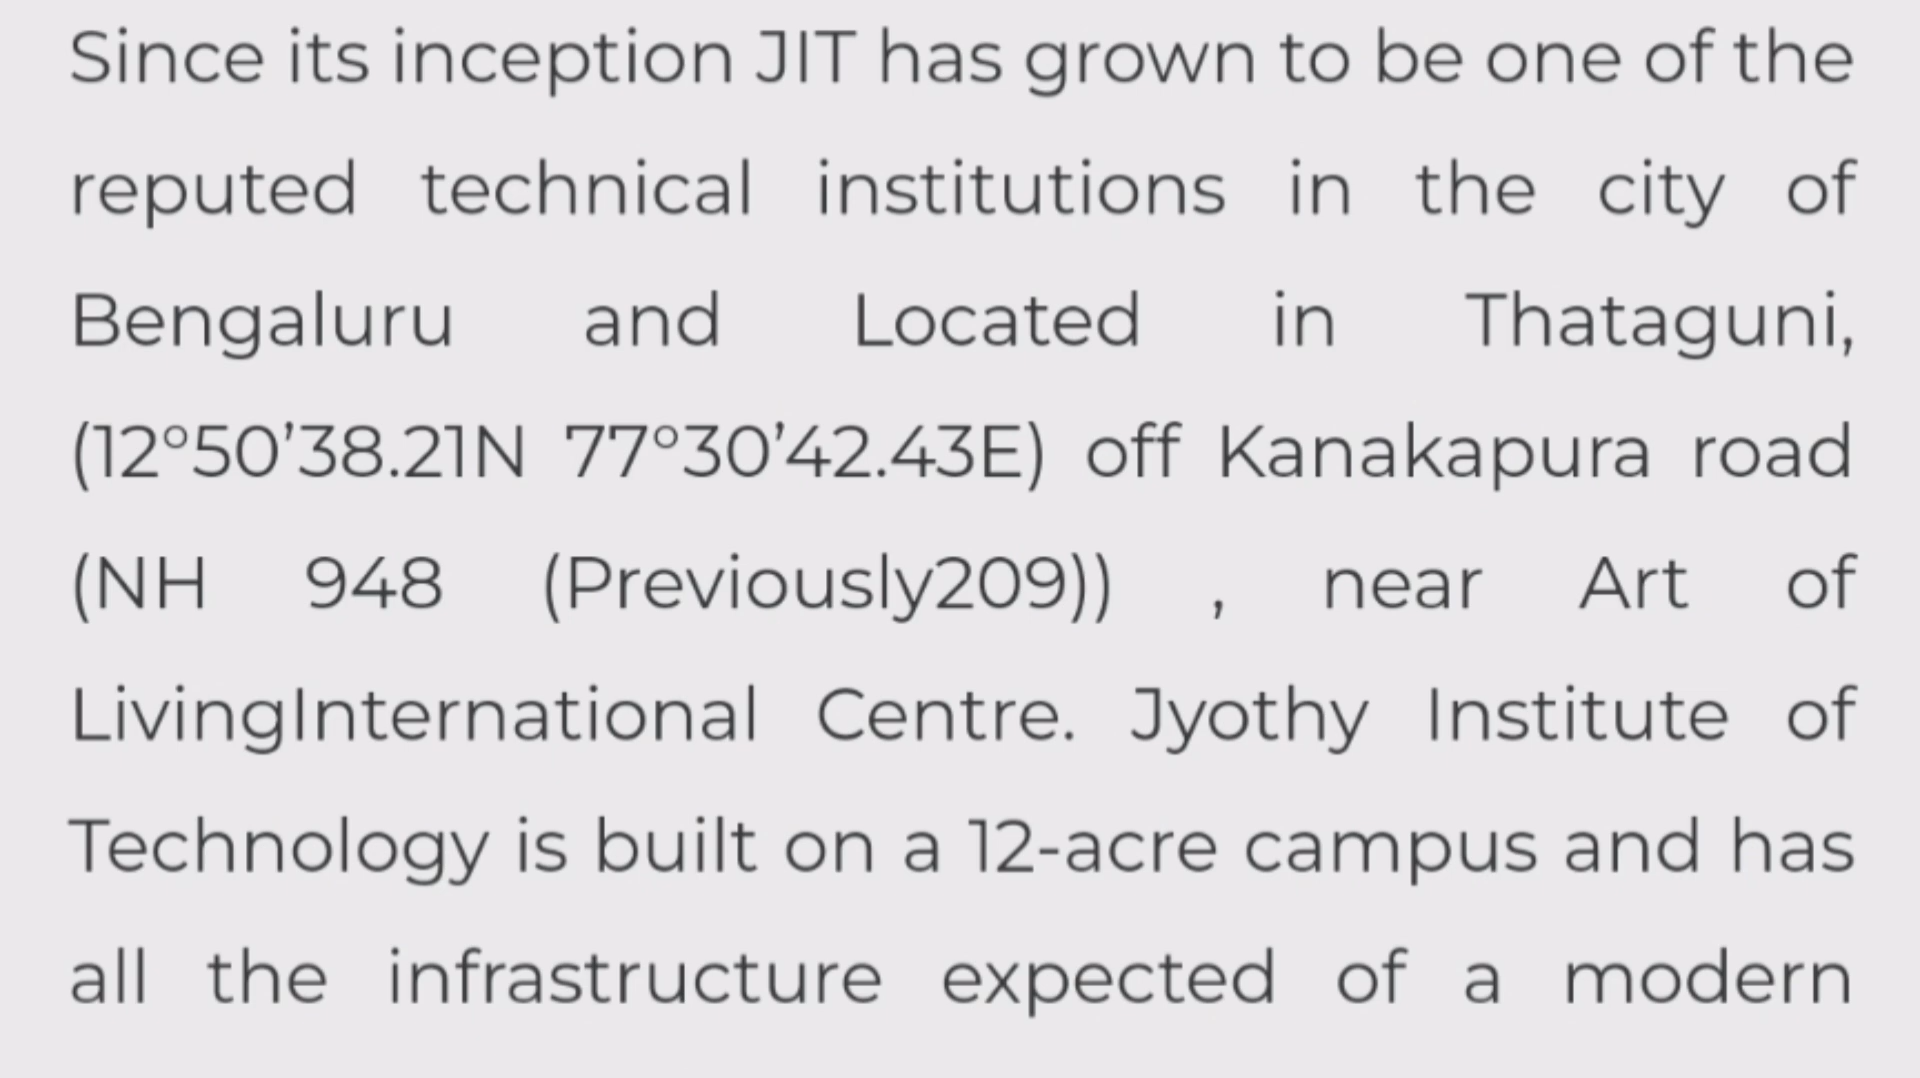 Since its inception JIT has grown to be one of the
reputed technical institutions in the city of
Bengaluru and Located in Thataguni,
(12°50’38.21N 77°30’42.43E) off Kanakapura road
(NH 948 (Previously209)) , near Art of
LivingInternational Centre. Jyothy Institute of
Technology is built on a 12-acre campus and has
all the infrastructure expected of a modern